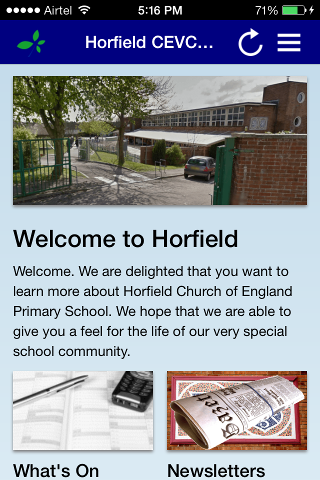 Airtel 5:16 PM 71%
Horfield CEVC...
Welcome to Horfield
Welcome. We are delighted that you want to
learn more about Horfield Church of England
Primary School. We hope that we are able to
give you a feel for the life of our very special
school community.
What's On Newsletters